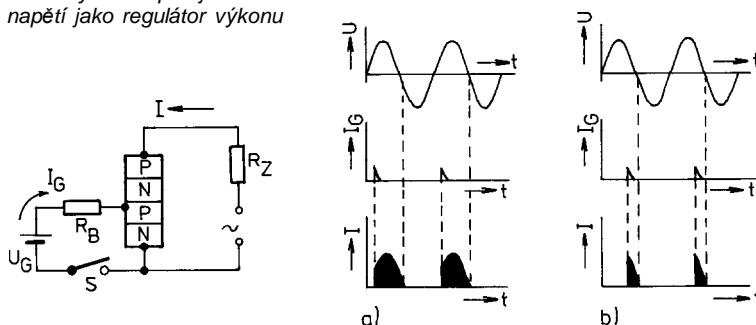 napětí jako regulátor výkonu
I
P
N
P
N
R_Z
~
I_G
R_B
U_G
S
U
t
I_G
t
I
t
a)
U
t
I_G
t
I
t
b)